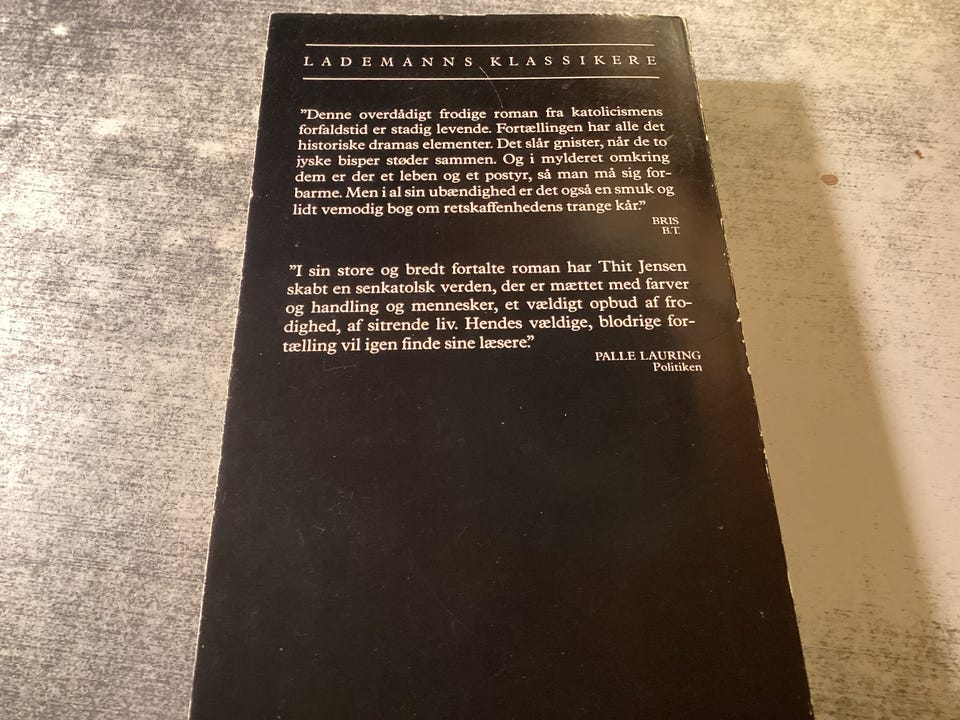 LADEMANNS KLASSIKERE
”Denne overdådigt frodige roman fra katolicismens
forfaldstid er stadig levende. Fortællingen har alle det
historiske dramas elementer. Det slår gnister, når de to
jyske bisper støder sammen. Og i mylderet omkring
dem er der et leben og et postyr, så man må sig for-
barme. Men i al sin ubændighed er det også en smuk og
lidt vemodig bog om retskaffenhedens trange kår.”
BRIS
B.T.
”I sin store og bredt fortalte roman har Thit Jensen
skabt en senkatolsk verden, der er mættet med farver
og handling og mennesker, et vældigt opbud af fro-
dighed, af sitrende liv. Hendes vældige, blodrige for-
tælling vil igen finde sine læsere.”
PALLE LAURING
Politiken